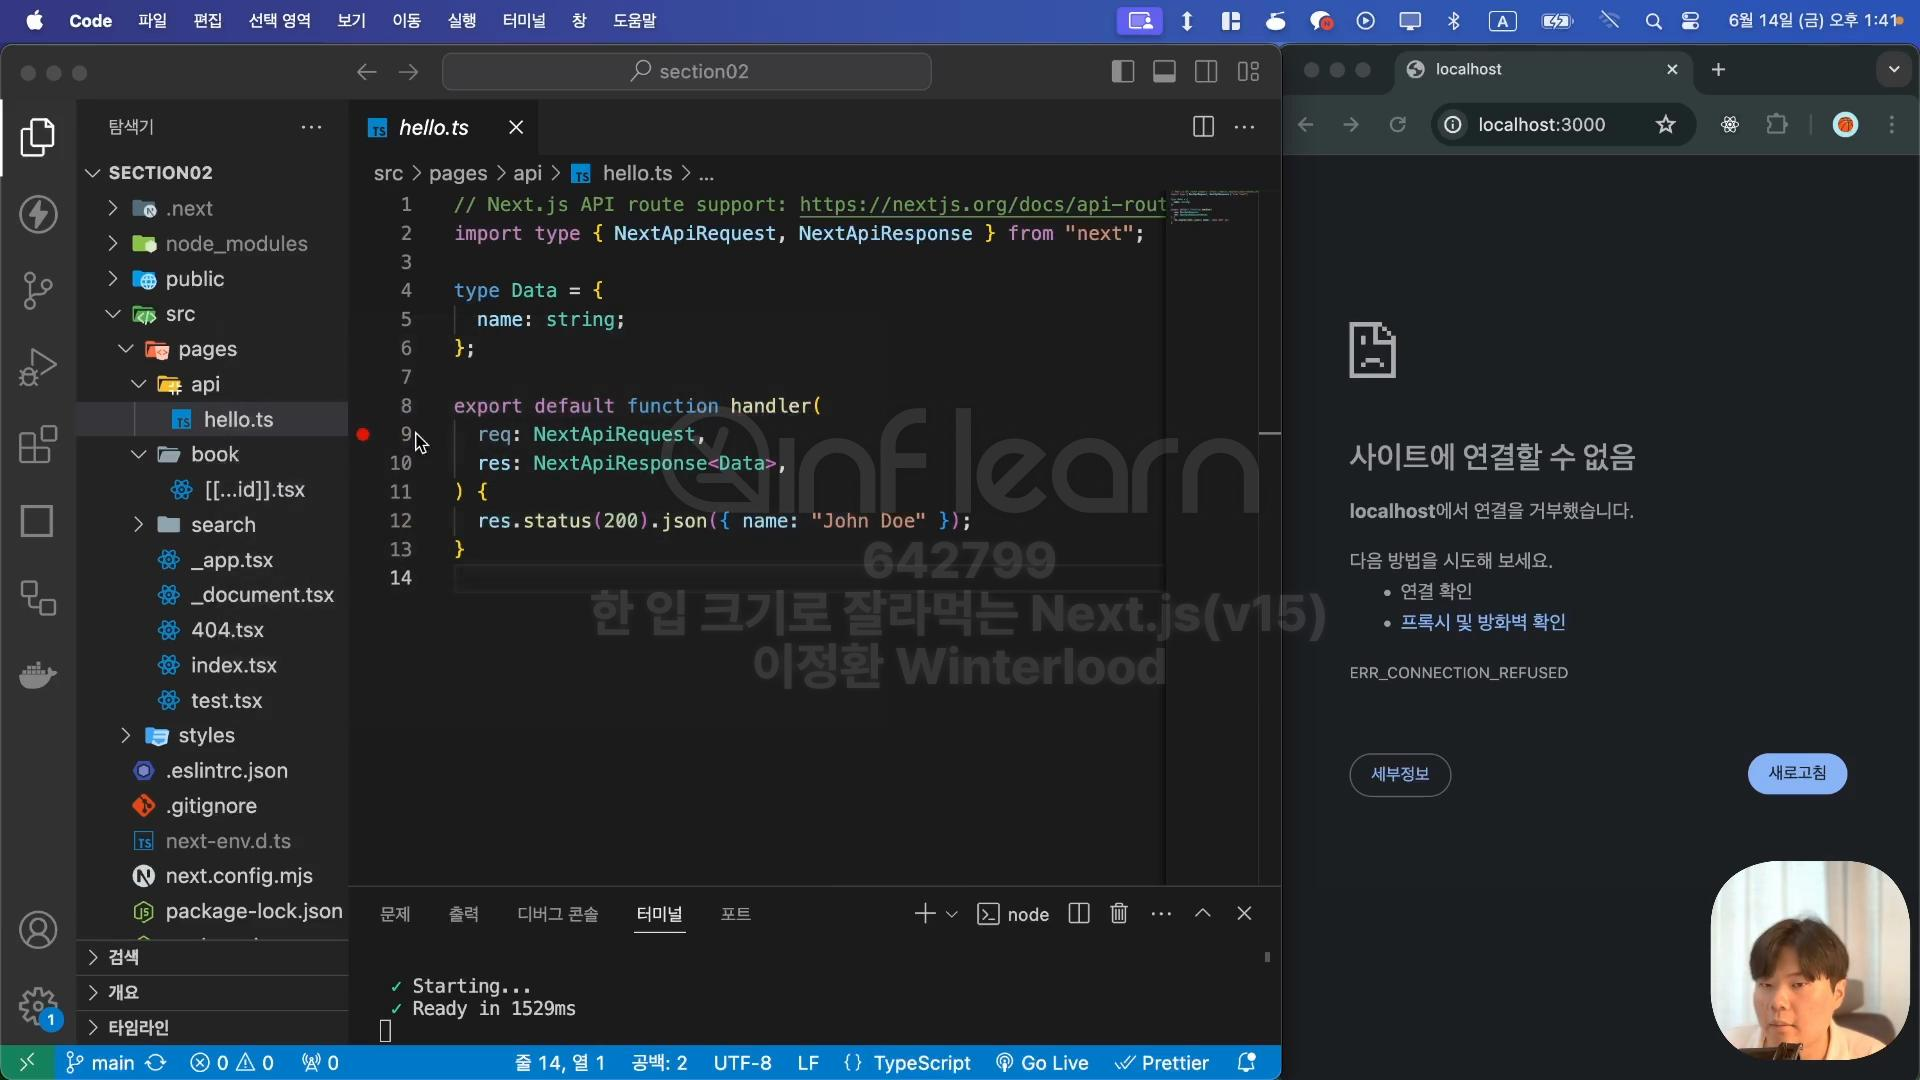 Code 파일 편집 선택 영역 보기 이동 실행 터미널 창 도움말
A
6월 14일 (금) 오후 1:41
section02
탐색기
SECTION02
.next
node_modules
public
src
pages
api
hello.ts
book
[[...id]].tsx
search
_app.tsx
_document.tsx
404.tsx
index.tsx
test.tsx
styles
.eslintrc.json
.gitignore
next-env.d.ts
next.config.mjs
package-lock.json
검색
개요
타임라인
1
hello.ts
src > pages > api > hello.ts > ...
1 // Next.js API route support: https://nextjs.org/docs/api-rout
2 import type { NextApiRequest, NextApiResponse } from "next";
3
4 type Data = {
5 name: string;
6 };
7
8 export default function handler(
9 req: NextApiRequest,
10 res: NextApiResponse<Data>,
11 ) {
12 res.status(200).json({ name: "John Doe" });
13 }
14
inflearn
642799
한 입 크기로 잘라먹는 Next.js(v15)
이정환 Winterlood
문제 출력 디버그 콘솔 터미널 포트
node
✓ Starting...
✓ Ready in 1529ms
main 0 0 0
줄 14, 열 1 공백: 2 UTF-8 LF {} TypeScript Go Live Prettier
localhost
localhost:3000
사이트에 연결할 수 없음
localhost에서 연결을 거부했습니다.
다음 방법을 시도해 보세요.
• 연결 확인
• 프록시 및 방화벽 확인
ERR_CONNECTION_REFUSED
세부정보
새로고침